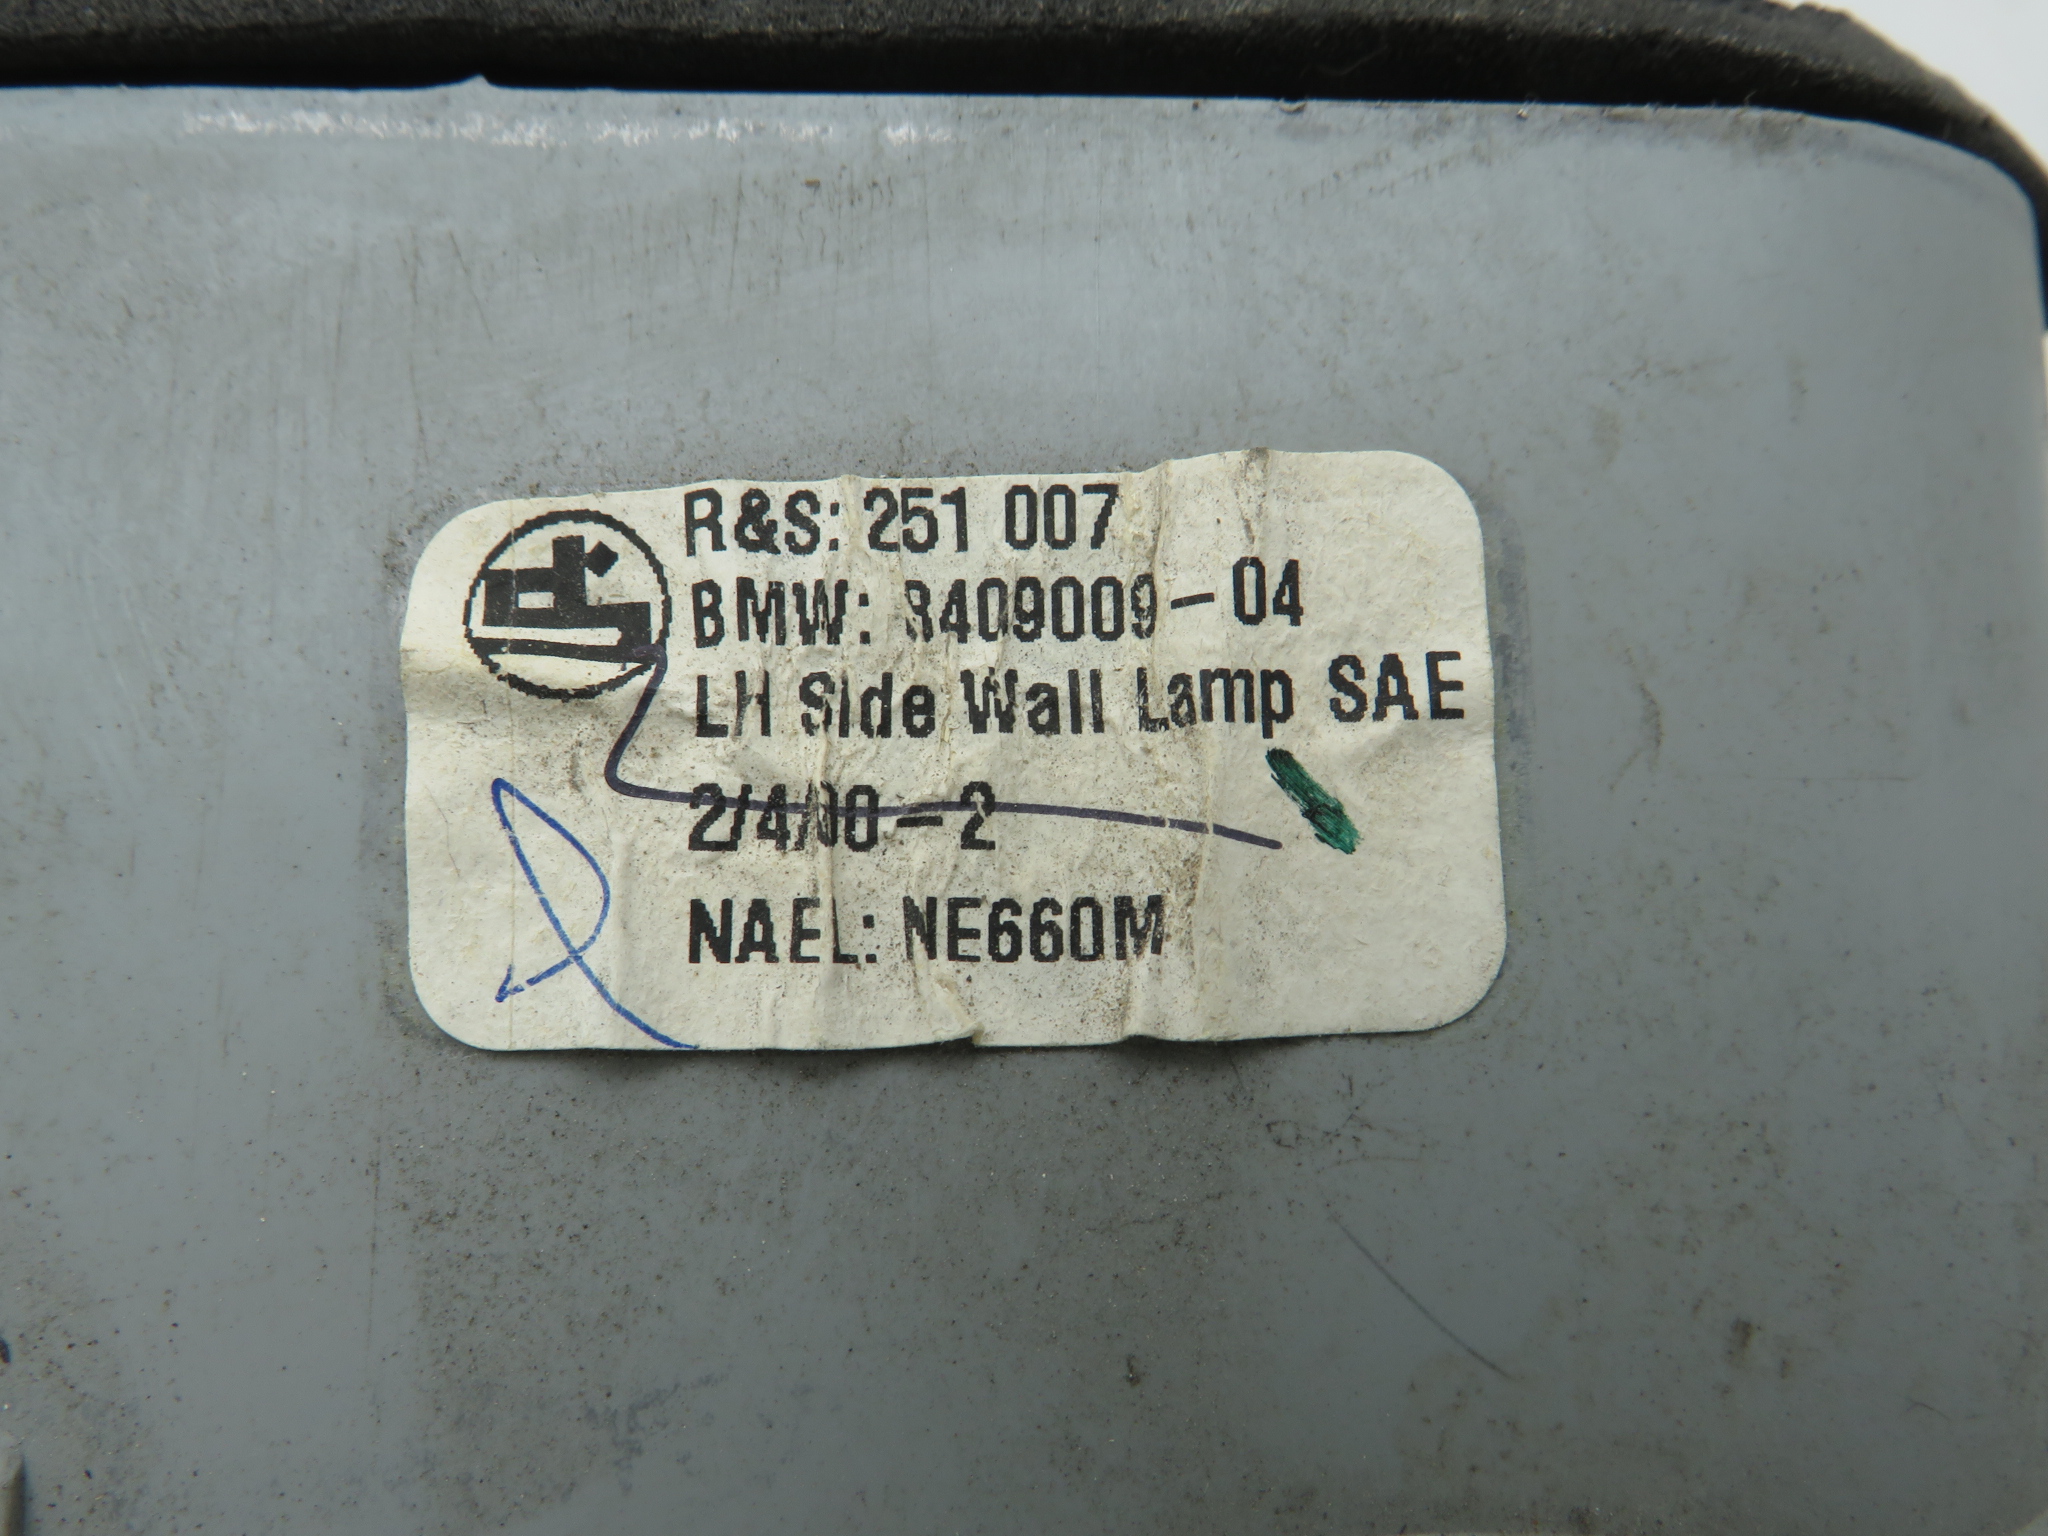 R&S: 251 007
BMW: 8409009-04
LH Side Wall Lamp SAE
2/4/00-2
NAEL: NE660M